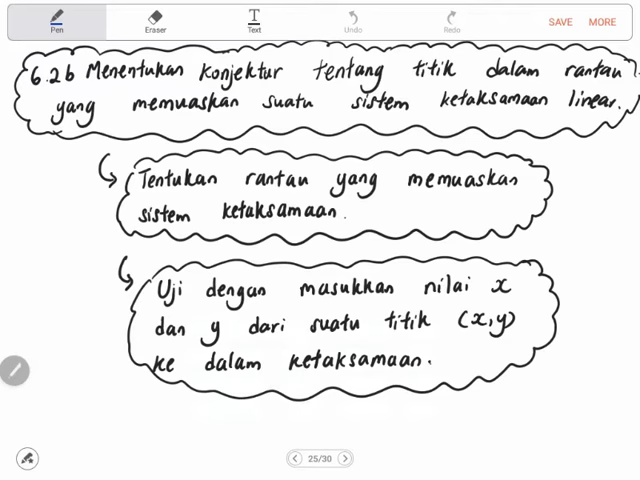 Pen
Eraser
Text
Undo
Redo
SAVE
MORE
6.2b Menentukan konjektur tentang titik dalam rantau
yang memuaskan suatu sistem ketaksamaan linear.
Tentukan rantau yang memuaskan
sistem ketaksamaan.
Uji dengan masukkan nilai x
dan y dari suatu titik (x,y)
ke dalam ketaksamaan.
25/30